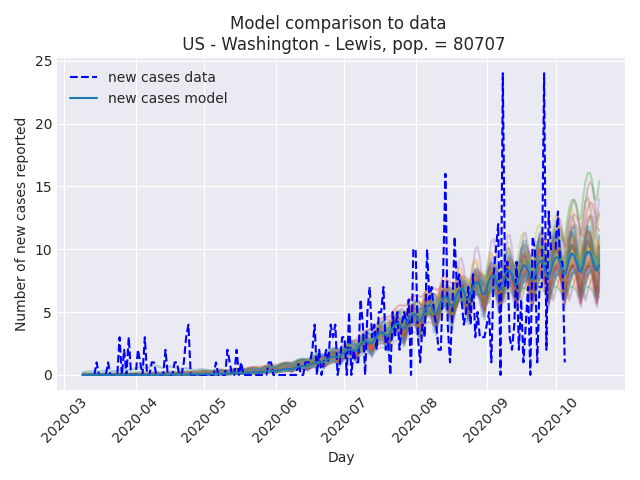 Model comparison to data
US - Washington - Lewis, pop. = 80707
new cases data
new cases model
Number of new cases reported
25
20
15
10
5
0
2020-03
2020-04
2020-05
2020-06
2020-07
2020-08
2020-09
2020-10
Day